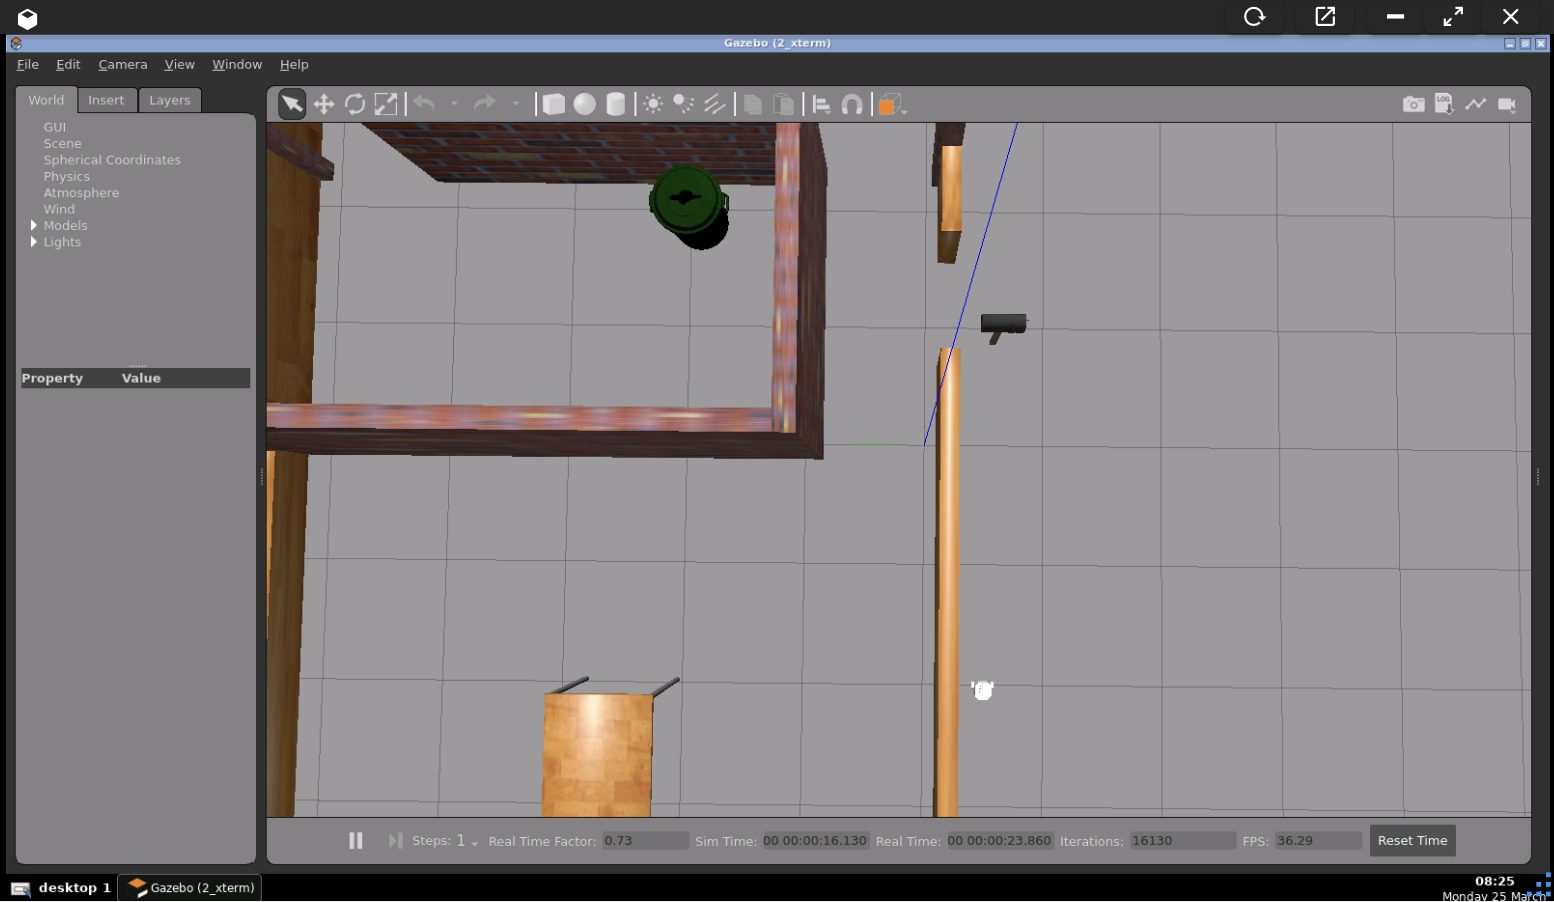 Gazebo (2_xterm)
File Edit Camera View Window Help
World Insert Layers
GUI
Scene
Spherical Coordinates
Physics
Atmosphere
Wind
Models
Lights
Property Value
LOG
Steps: 1 Real Time Factor: 0.73 Sim Time: 00 00:00:16.130 Real Time: 00 00:00:23.860 Iterations: 16130 FPS: 36.29 Reset Time
desktop 1 Gazebo (2_xterm) 08:25
Monday 25 March